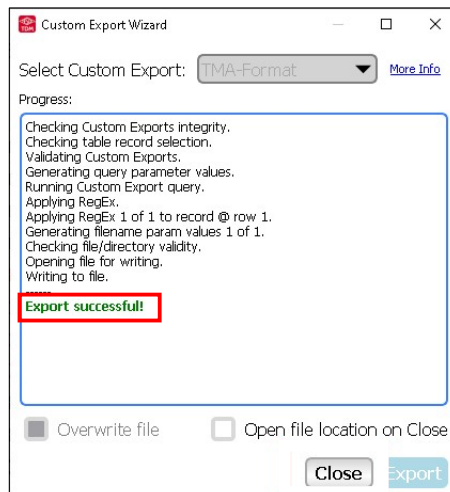 TDM Custom Export Wizard
Select Custom Export: TMA-Format More Info
Progress:
Checking Custom Exports integrity.
Checking table record selection.
Validating Custom Exports.
Generating query parameter values.
Running Custom Export query.
Applying RegEx.
Applying RegEx 1 of 1 to record @ row 1.
Generating filename param values 1 of 1.
Checking file/directory validity.
Opening file for writing.
Writing to file.
------
Export successful!
Overwrite file Open file location on Close
Close Export